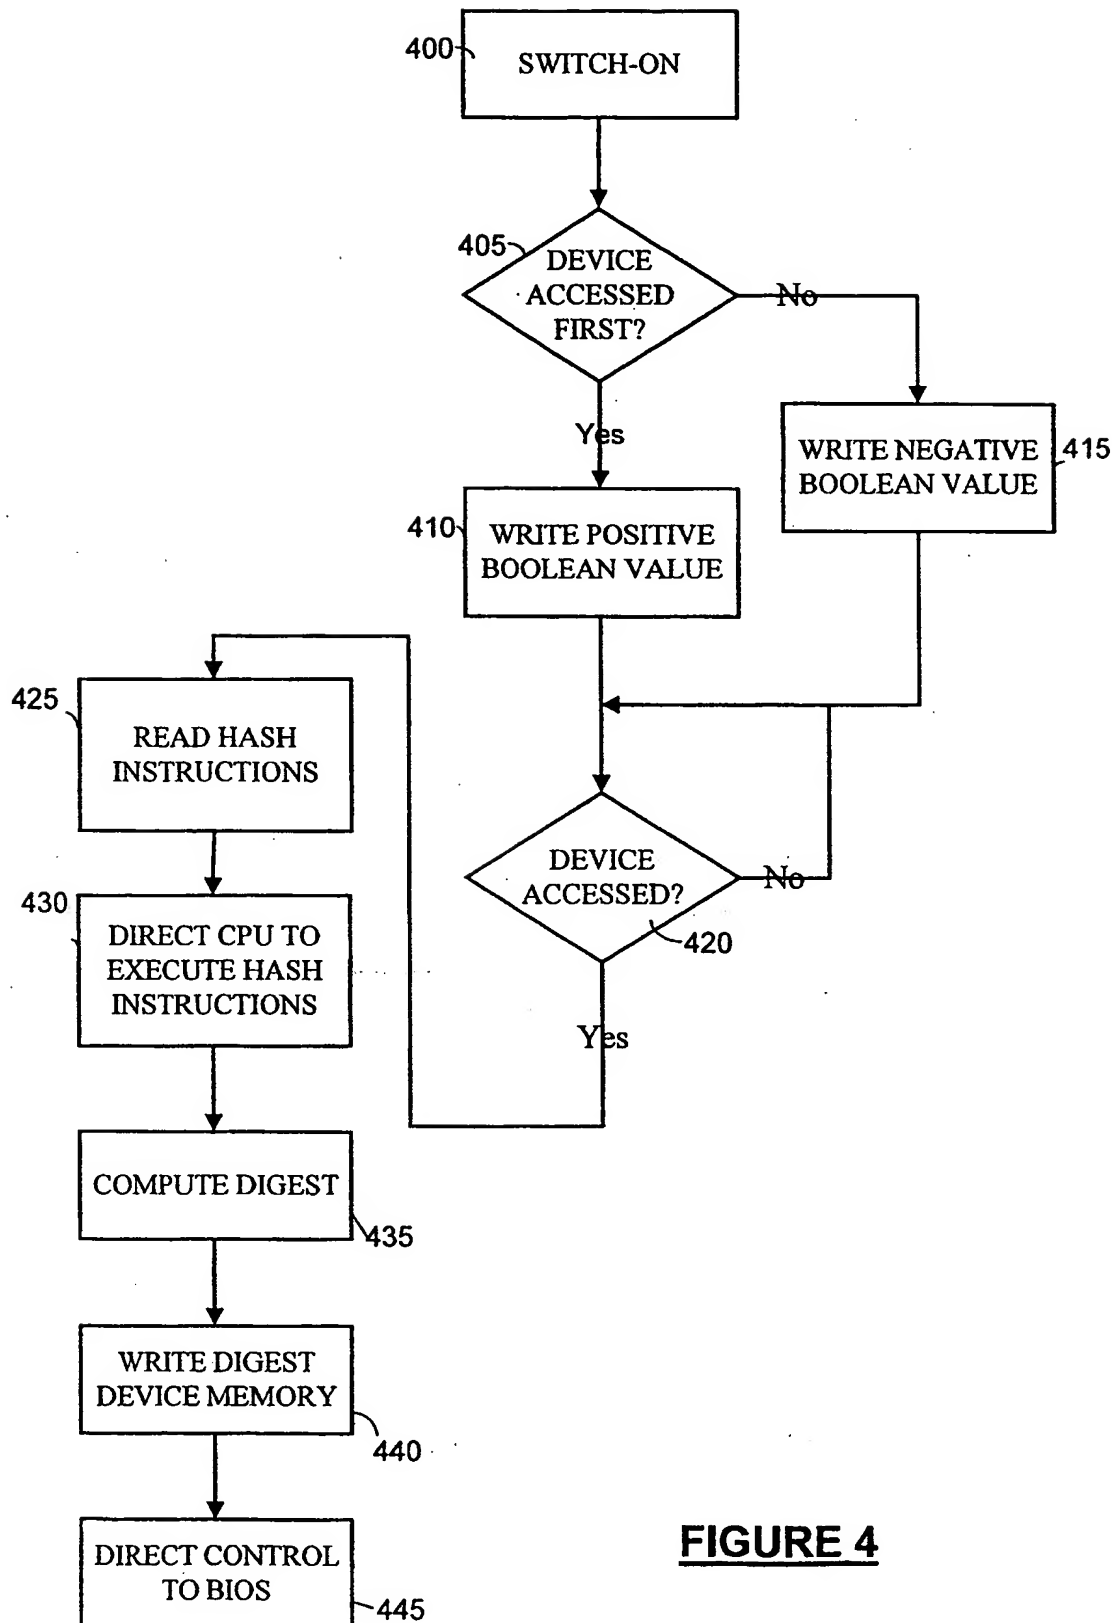 400
SWITCH-ON
405
DEVICE
ACCESSED
FIRST?
No
Yes
WRITE NEGATIVE
BOOLEAN VALUE
415
410
WRITE POSITIVE
BOOLEAN VALUE
425
READ HASH
INSTRUCTIONS
DEVICE
ACCESSED?
No
420
Yes
430
DIRECT CPU TO
EXECUTE HASH
INSTRUCTIONS
COMPUTE DIGEST
435
WRITE DIGEST
DEVICE MEMORY
440
DIRECT CONTROL
TO BIOS
445
FIGURE 4